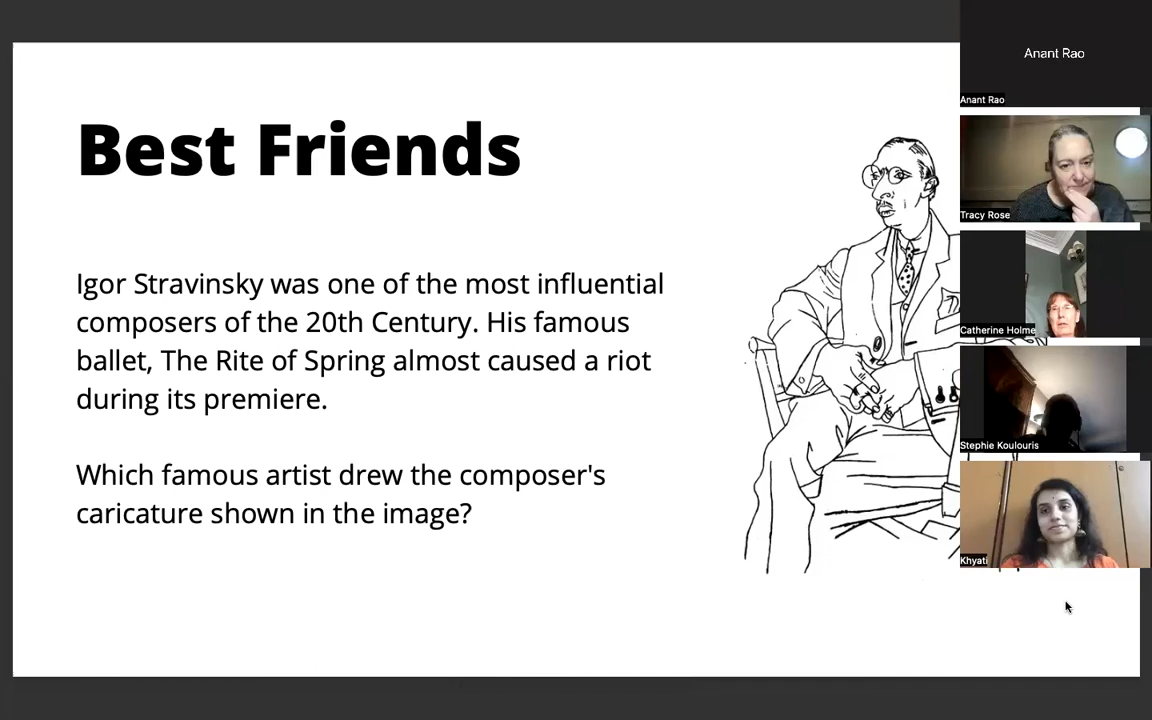 Best Friends
Igor Stravinsky was one of the most influential
composers of the 20th Century. His famous
ballet, The Rite of Spring almost caused a riot
during its premiere.
Which famous artist drew the composer's
caricature shown in the image?
Anant Rao
Anant Rao
Tracy Rose
Catherine Holme
Stephie Koulouris
Khyati